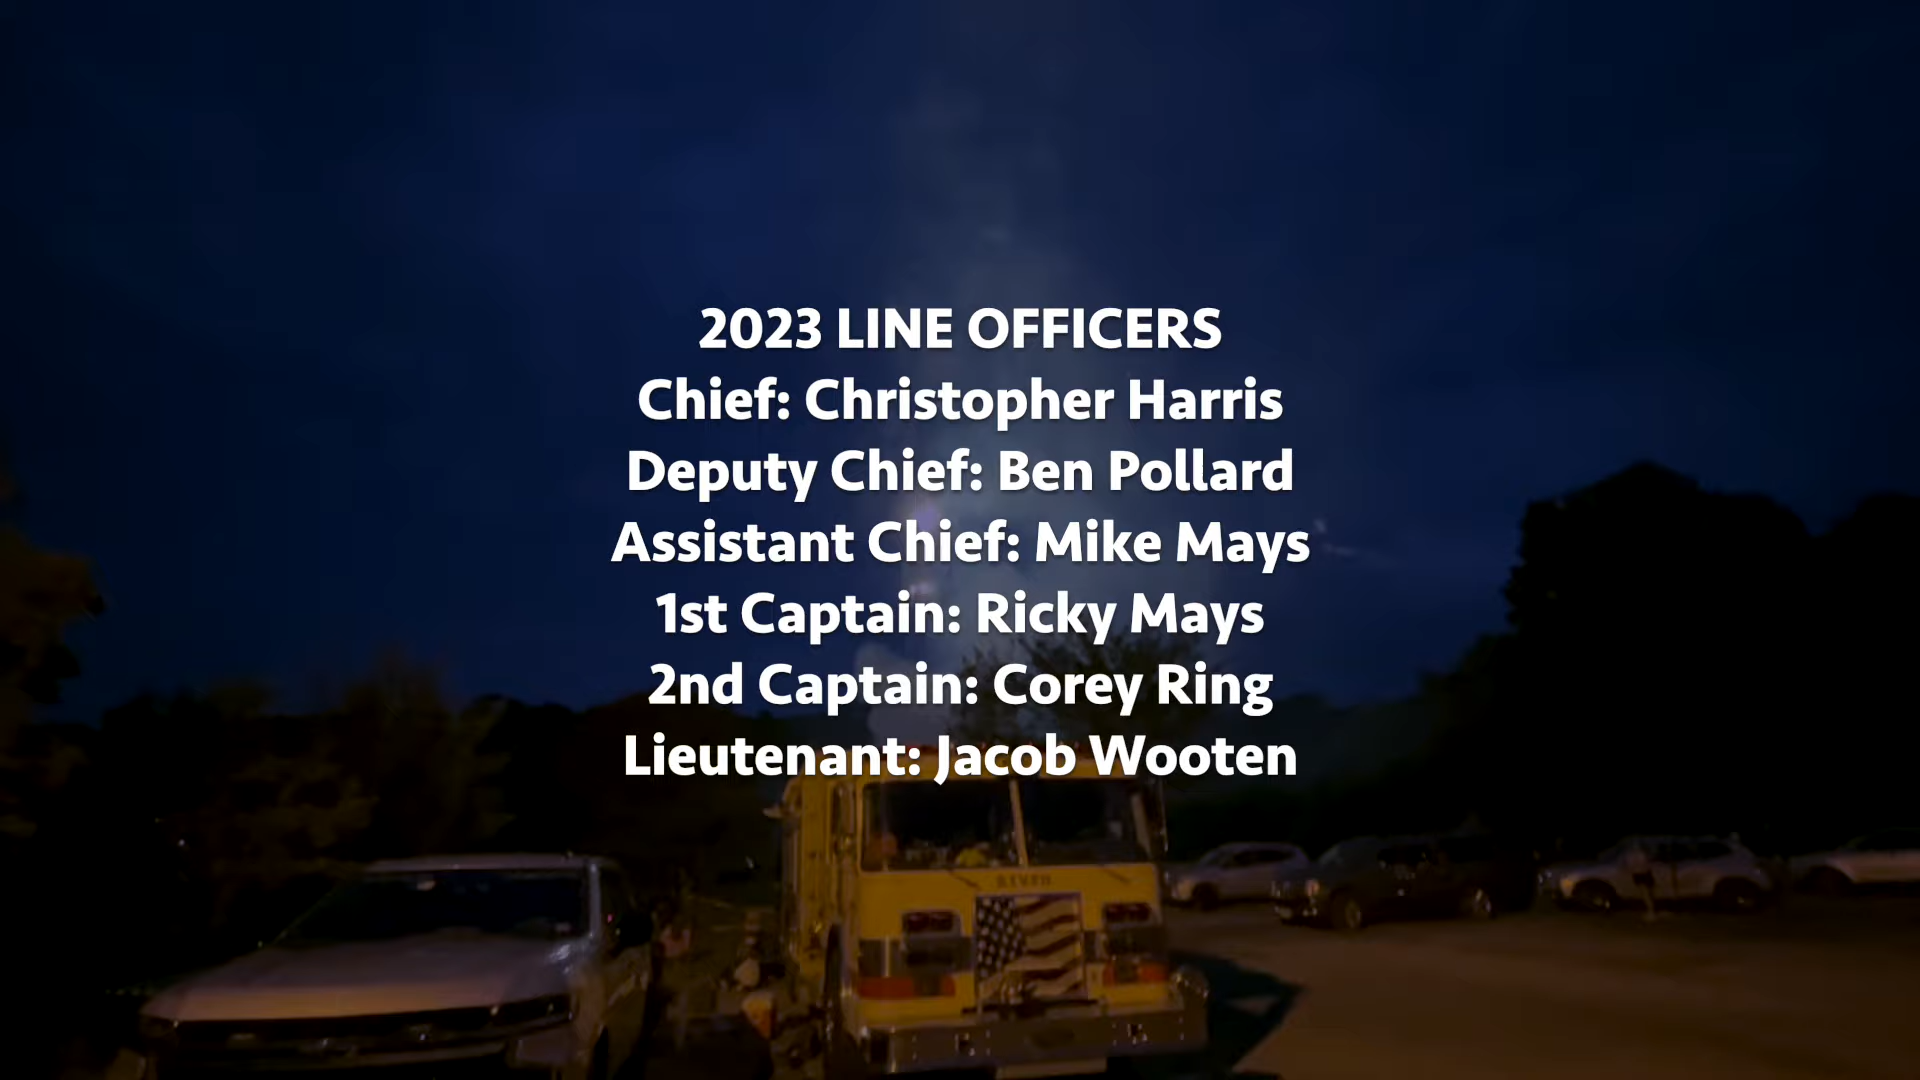 2023 LINE OFFICERS
Chief: Christopher Harris
Deputy Chief: Ben Pollard
Assistant Chief: Mike Mays
1st Captain: Ricky Mays
2nd Captain: Corey Ring
Lieutenant: Jacob Wooten